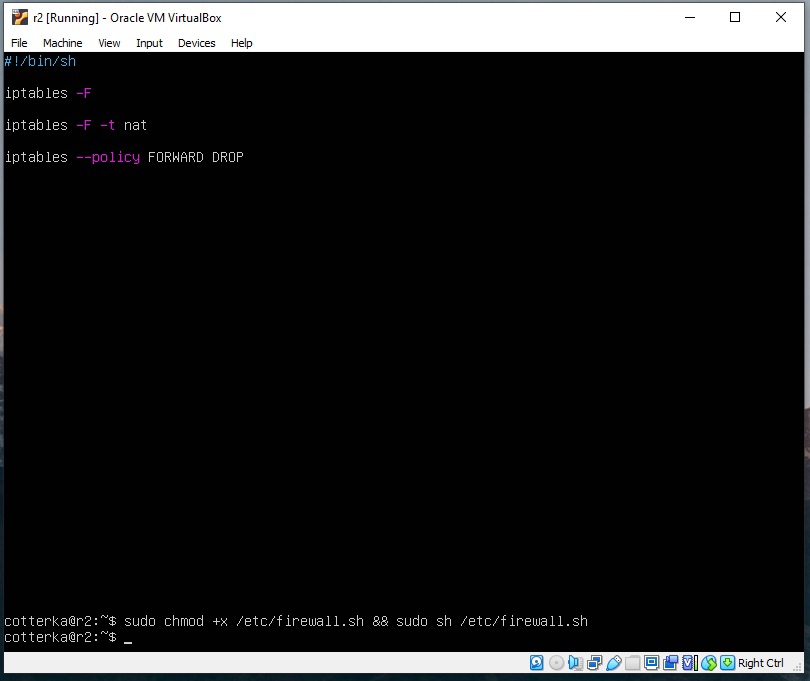 r2 [Running] - Oracle VM VirtualBox
File Machine View Input Devices Help
#!/bin/sh
iptables -F
iptables -F -t nat
iptables --policy FORWARD DROP
cotterka@r2:~$ sudo chmod +x /etc/firewall.sh && sudo sh /etc/firewall.sh
cotterka@r2:~$ _
Right Ctrl